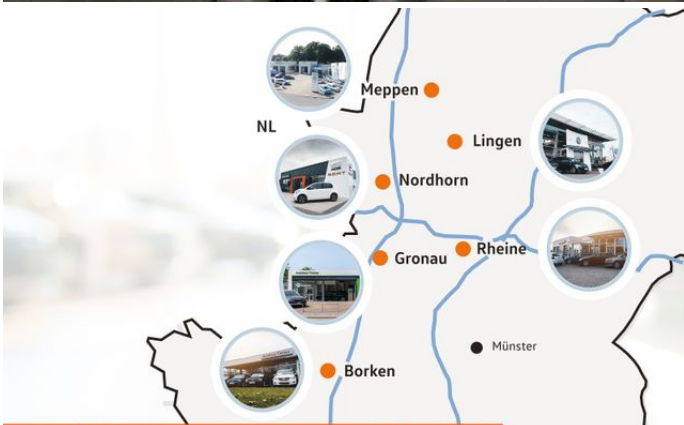 Meppen
NL
Lingen
Nordhorn
Gronau
Rheine
Münster
Borken